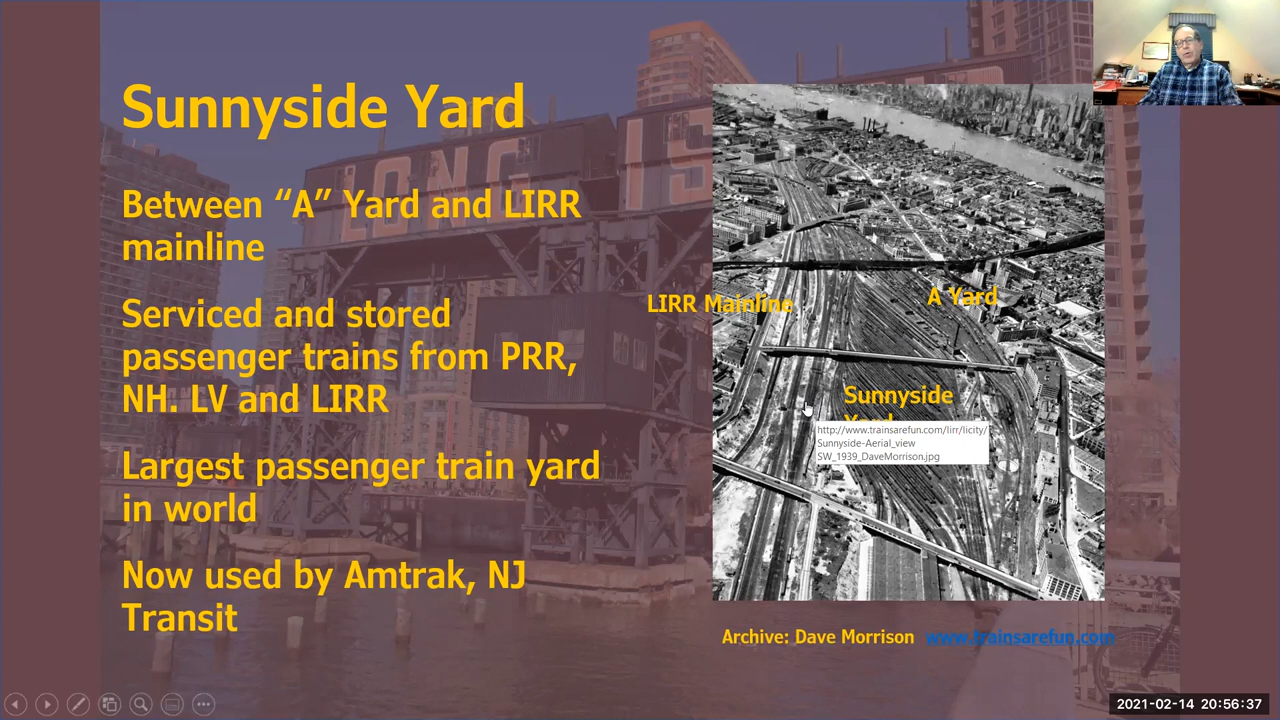 Sunnyside Yard
Between “A” Yard and LIRR
mainline
Serviced and stored
passenger trains from PRR,
NH. LV and LIRR
Largest passenger train yard
in world
Now used by Amtrak, NJ
Transit
LONG
IS
LIRR Mainline
A Yard
Sunnyside
http://www.trainsarefun.com/lirr/licity/
Sunnyside-Aerial_view
SW_1939_DaveMorrison.jpg
Archive: Dave Morrison www.trainsarefun.com
2021-02-14 20:56:37